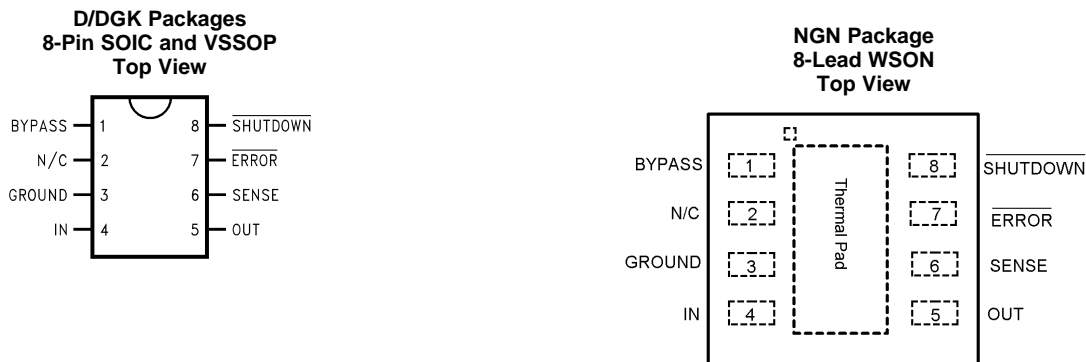 D/DGK Packages
8-Pin SOIC and VSSOP
Top View
BYPASS 1 8 SHUTDOWN
N/C 2 7 ERROR
GROUND 3 6 SENSE
IN 4 5 OUT
NGN Package
8-Lead WSON
Top View
BYPASS 1 8 SHUTDOWN
N/C 2 7 ERROR
GROUND 3 6 SENSE
IN 4 5 OUT
Thermal Pad